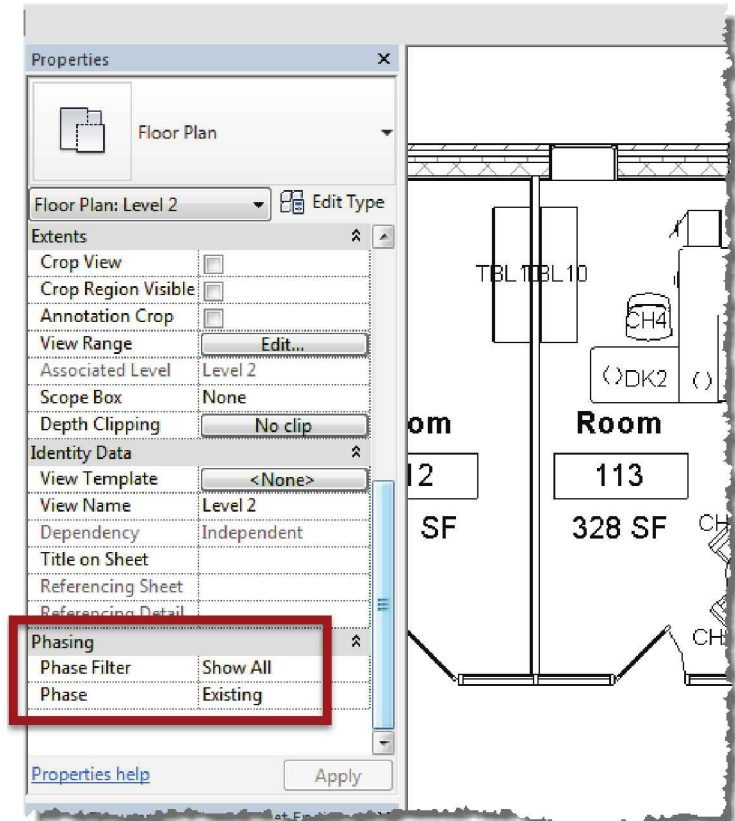 Properties
Floor Plan
Floor Plan: Level 2
Edit Type
Extents
Crop View
Crop Region Visible
Annotation Crop
View Range Edit...
Associated Level Level 2
Scope Box None
Depth Clipping No clip
Identity Data
View Template <None>
View Name Level 2
Dependency Independent
Title on Sheet
Referencing Sheet
Referencing Detail
Phasing
Phase Filter Show All
Phase Existing
Properties help
Apply
TBL10
CH4
DK2
om
12
SF
Room
113
328 SF
CH
CH